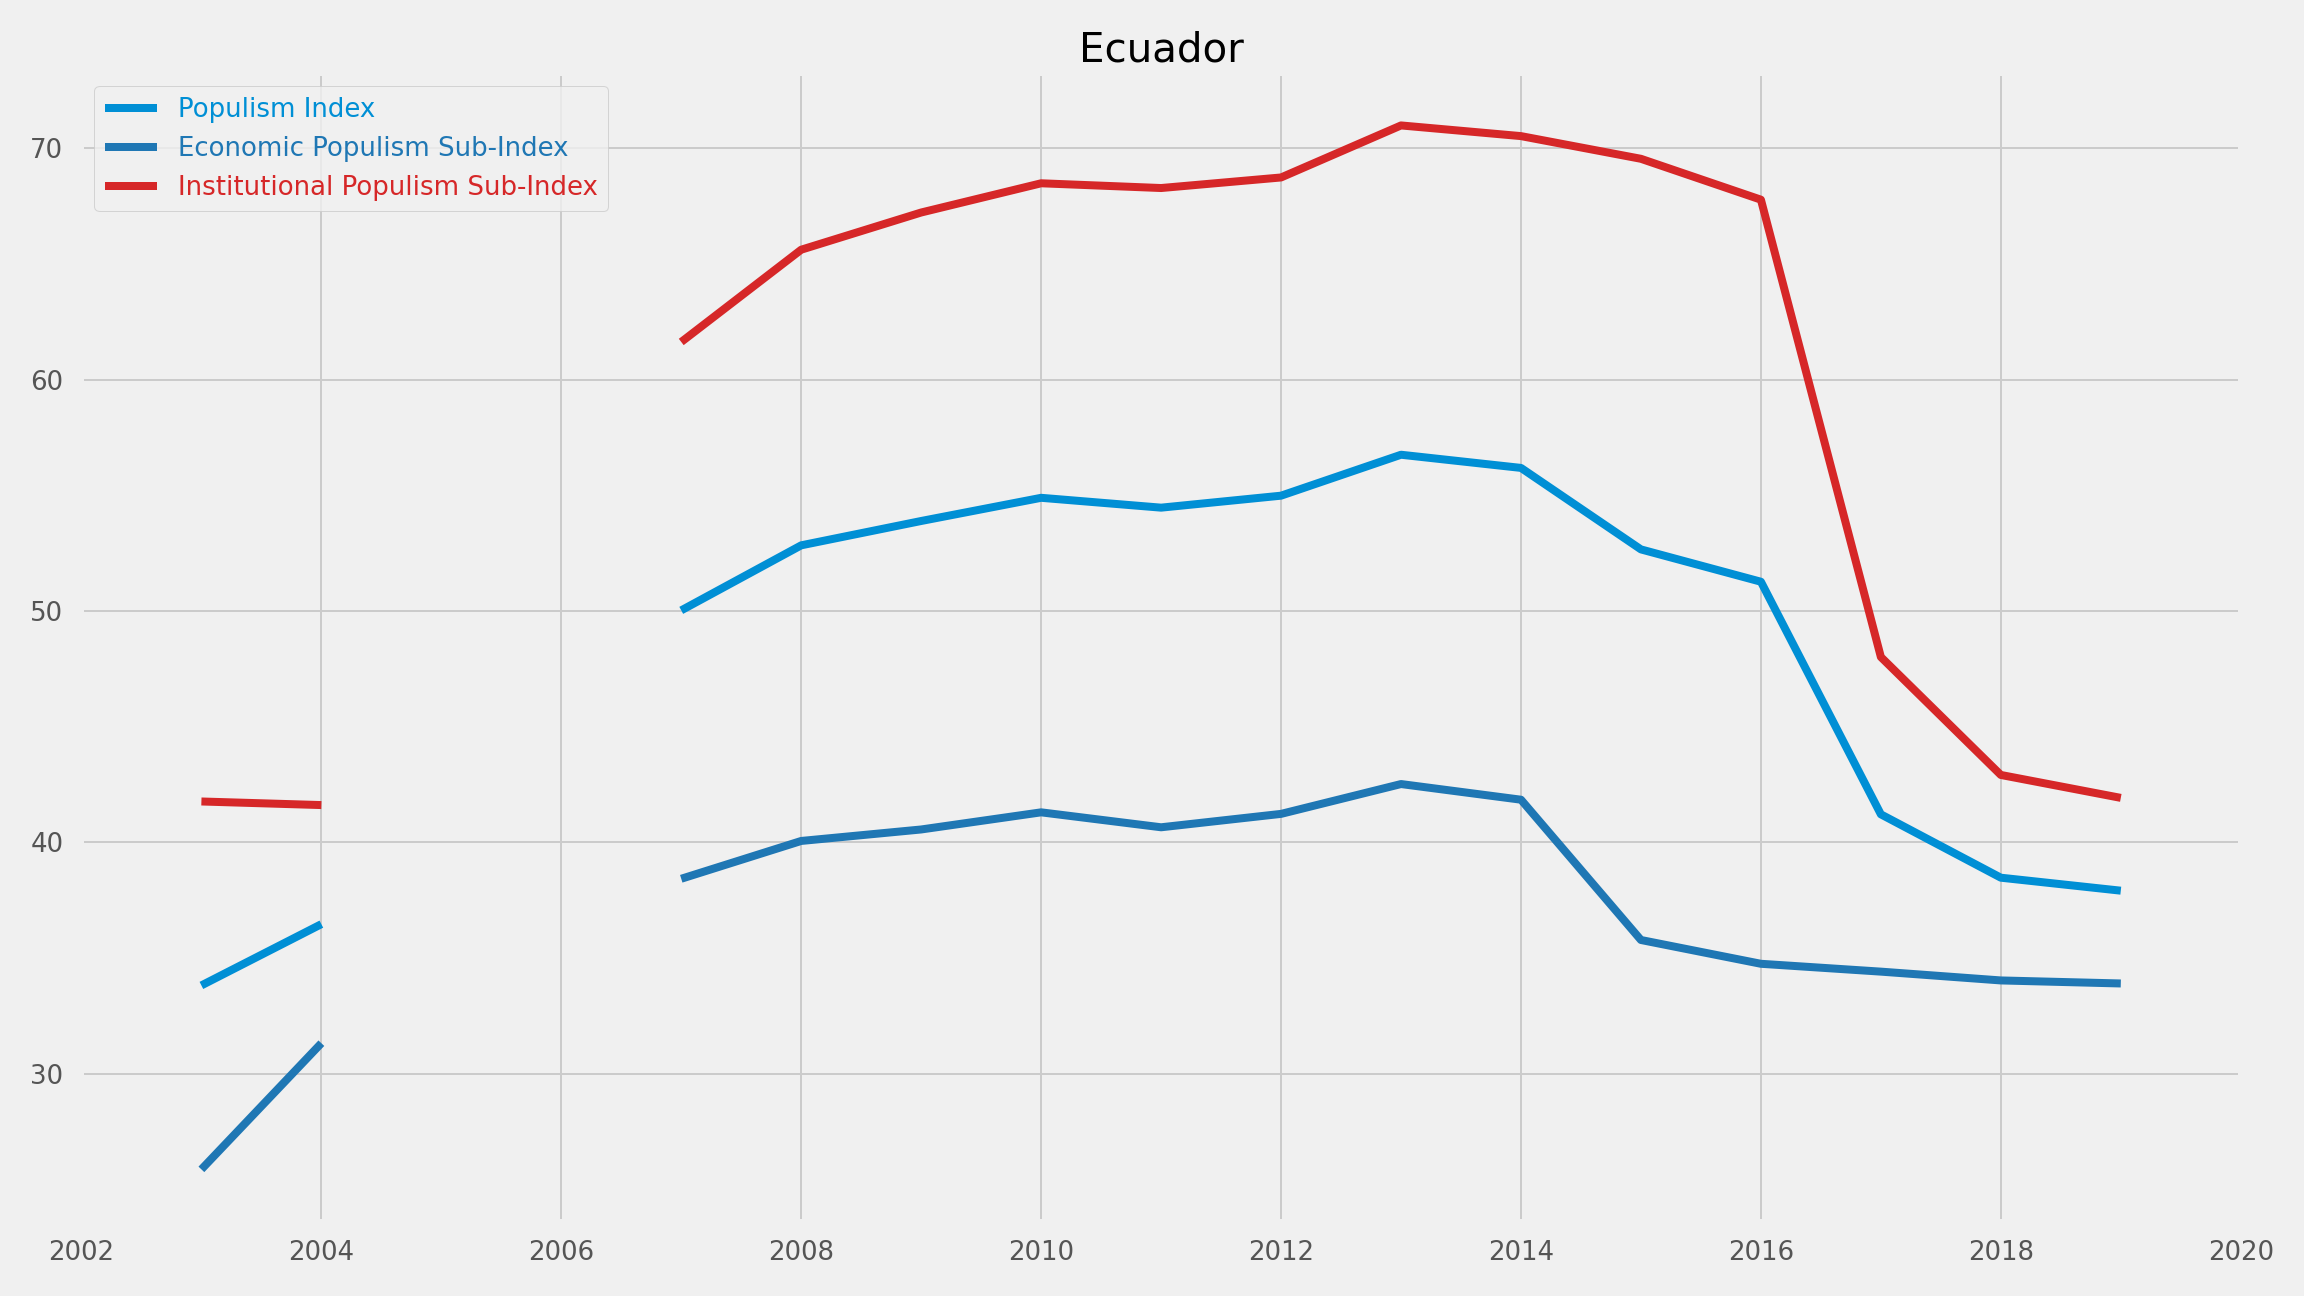 Ecuador
Populism Index
Economic Populism Sub-Index
Institutional Populism Sub-Index
70
60
50
40
30
2002 2004 2006 2008 2010 2012 2014 2016 2018 2020